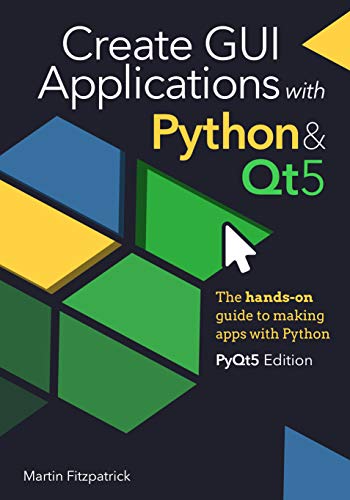 Create GUI
Applications with
Python &
Qt5
The hands-on
guide to making
apps with Python
PyQt5 Edition
Martin Fitzpatrick